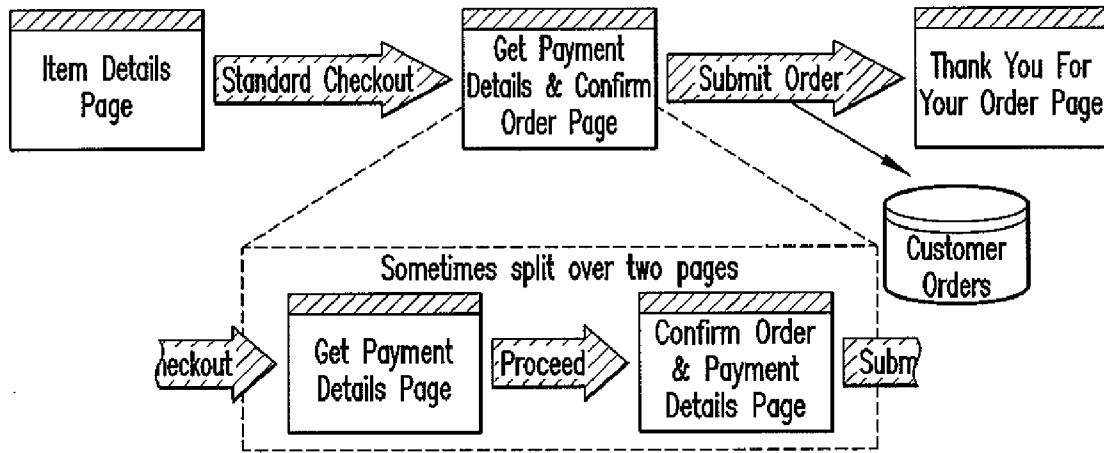 Item Details
Page
Standard Checkout
Get Payment
Details & Confirm
Order Page
Submit Order
Thank You For
Your Order Page
Customer
Orders
Sometimes split over two pages
heckout
Get Payment
Details Page
Proceed
Confirm Order
& Payment
Details Page
Subm